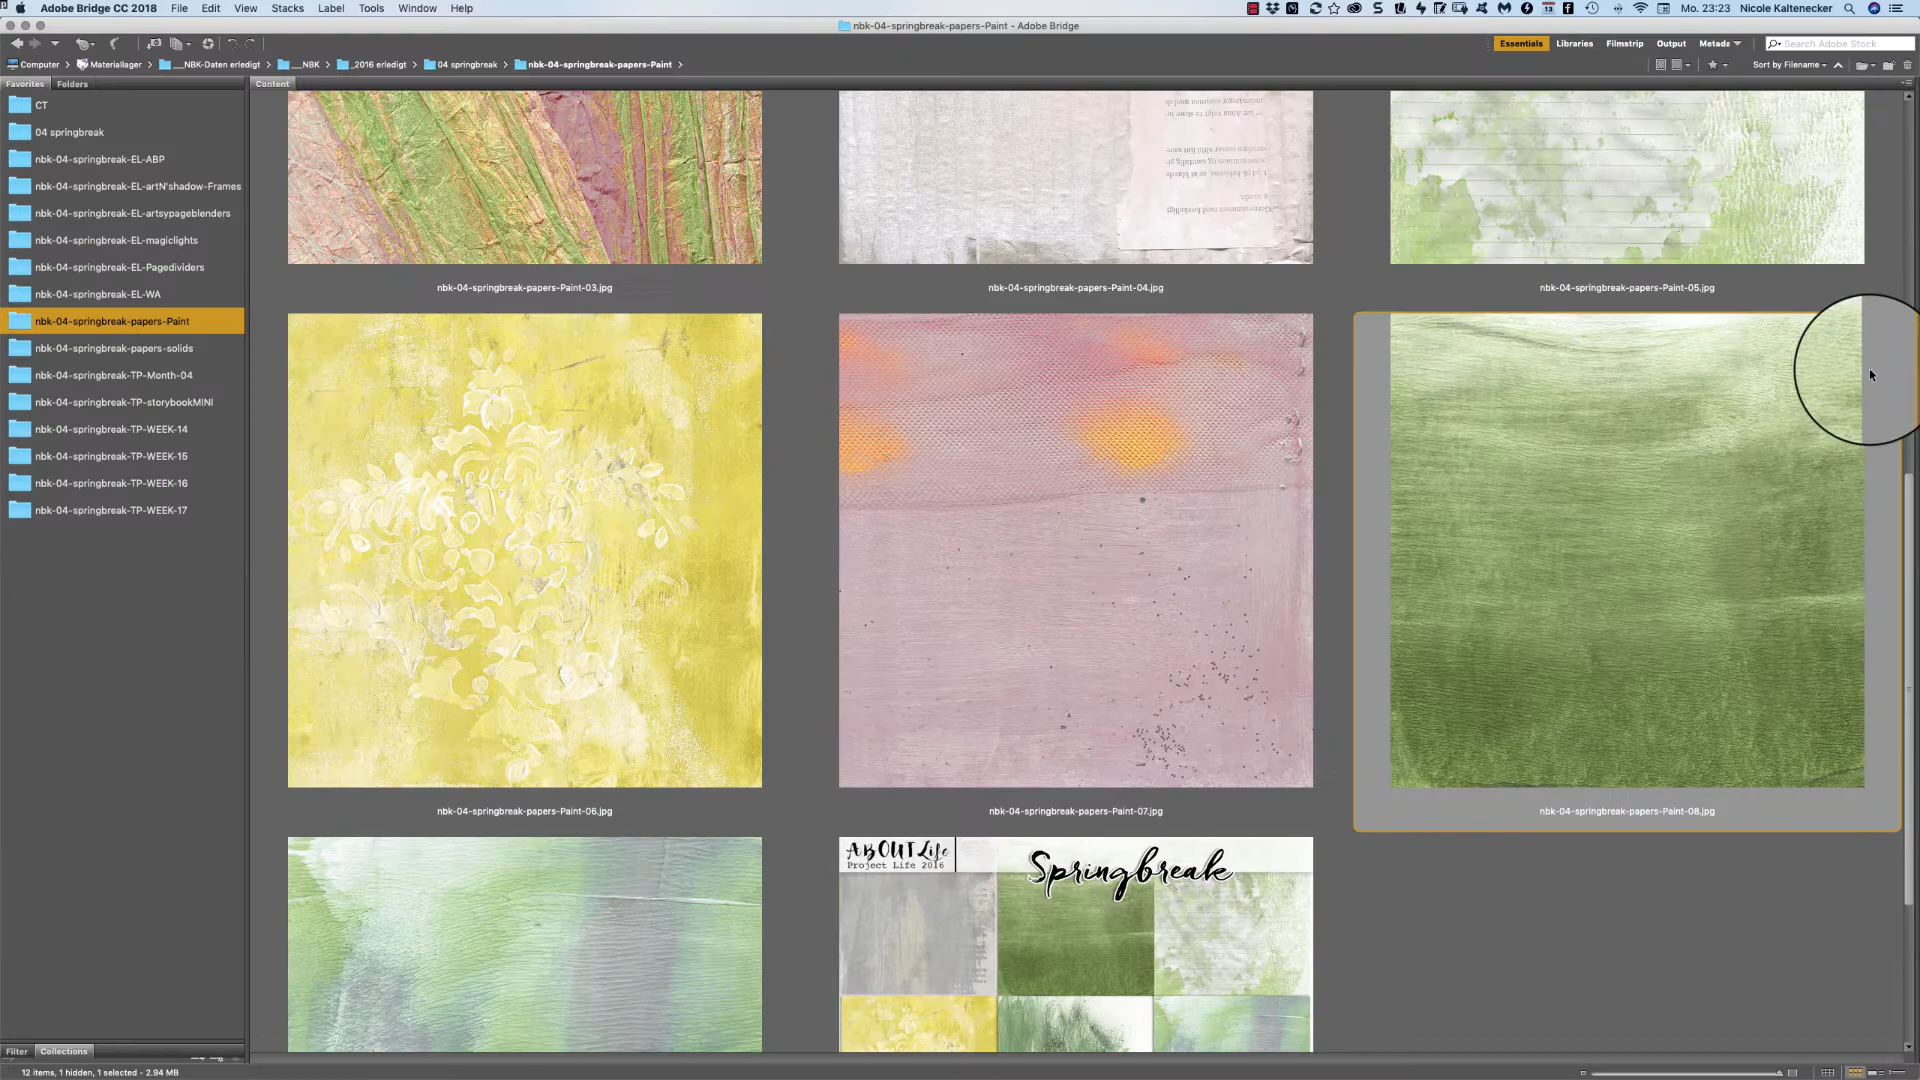 Adobe Bridge CC 2018 File Edit View Stacks Label Tools Window Help
13 Mo. 23:23 Nicole Kaltenecker
nbk-04-springbreak-papers-Paint - Adobe Bridge
Essentials Libraries Filmstrip Output Metada Search Adobe Stock
Computer Materiallager __NBK-Daten erledigt __NBK _2016 erledigt 04 springbreak nbk-04-springbreak-papers-Paint
Sort by Filename
Favorites Folders
Content
CT
04 springbreak
nbk-04-springbreak-EL-ABP
nbk-04-springbreak-EL-artN'shadow-Frames
nbk-04-springbreak-EL-artsypageblenders
nbk-04-springbreak-EL-magiclights
nbk-04-springbreak-EL-Pagedividers
nbk-04-springbreak-EL-WA
nbk-04-springbreak-papers-Paint
nbk-04-springbreak-papers-solids
nbk-04-springbreak-TP-Month-04
nbk-04-springbreak-TP-storybookMINI
nbk-04-springbreak-TP-WEEK-14
nbk-04-springbreak-TP-WEEK-15
nbk-04-springbreak-TP-WEEK-16
nbk-04-springbreak-TP-WEEK-17
nbk-04-springbreak-papers-Paint-03.jpg
nbk-04-springbreak-papers-Paint-04.jpg
nbk-04-springbreak-papers-Paint-05.jpg
nbk-04-springbreak-papers-Paint-06.jpg
nbk-04-springbreak-papers-Paint-07.jpg
nbk-04-springbreak-papers-Paint-08.jpg
ABOUT Life
Project Life 2016
Springbreak
Filter Collections
12 items, 1 hidden, 1 selected - 2.94 MB